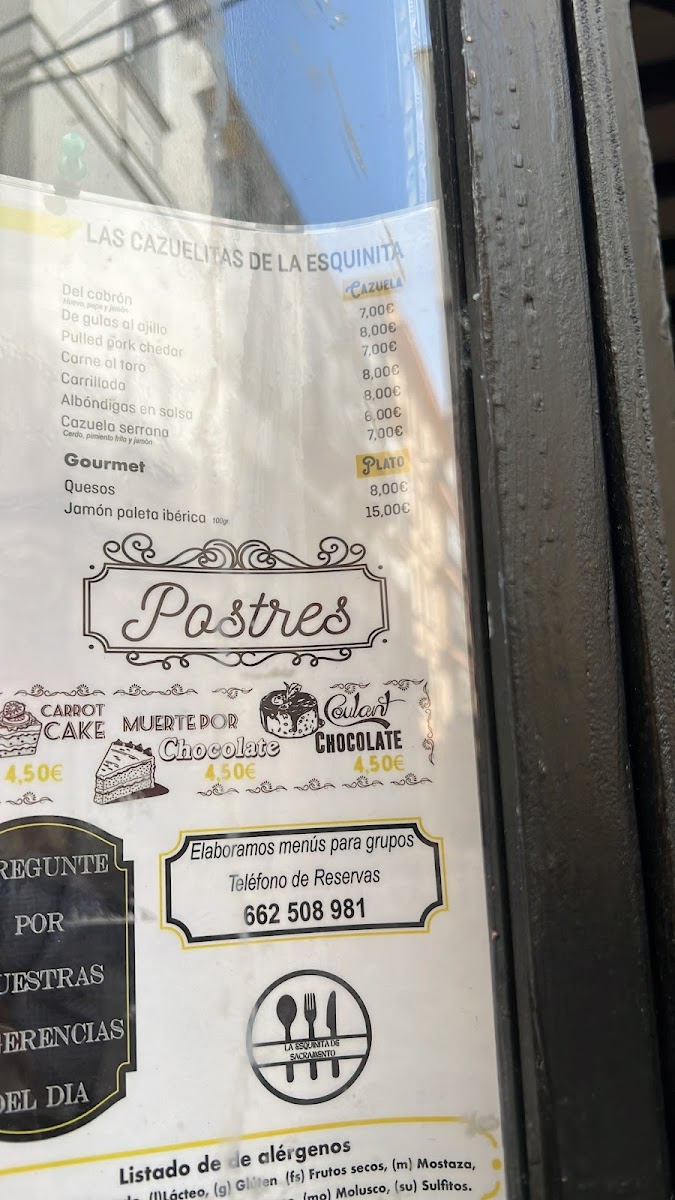 LAS CAZUELITAS DE LA ESQUINITA
CAZUELA
Del cabrón 7,00€
Huevo, papa y jamón
De gulas al ajillo 8,00€
Pulled pork chedar 7,00€
Carne al toro 8,00€
Carrillada 8,00€
Albóndigas en salsa 6,00€
Cazuela serrana 7,00€
Cerdo, pimiento frito y jamón
Gourmet PLATO
Quesos 8,00€
Jamón paleta ibérica 100gr 15,00€
Postres
CARROT
CAKE
4,50€
MUERTE POR
Chocolate
4,50€
Coulant
CHOCOLATE
4,50€
REGUNTE
POR
UESTRAS
GERENCIAS
DEL DIA
Elaboramos menús para grupos
Teléfono de Reservas
662 508 981
LA ESQUINITA DE
SACRAMENTO
Listado de de alérgenos
(l)Lácteo, (g) Glúten (fs) Frutos secos, (m) Mostaza,
(mo) Molusco, (su) Sulfitos.